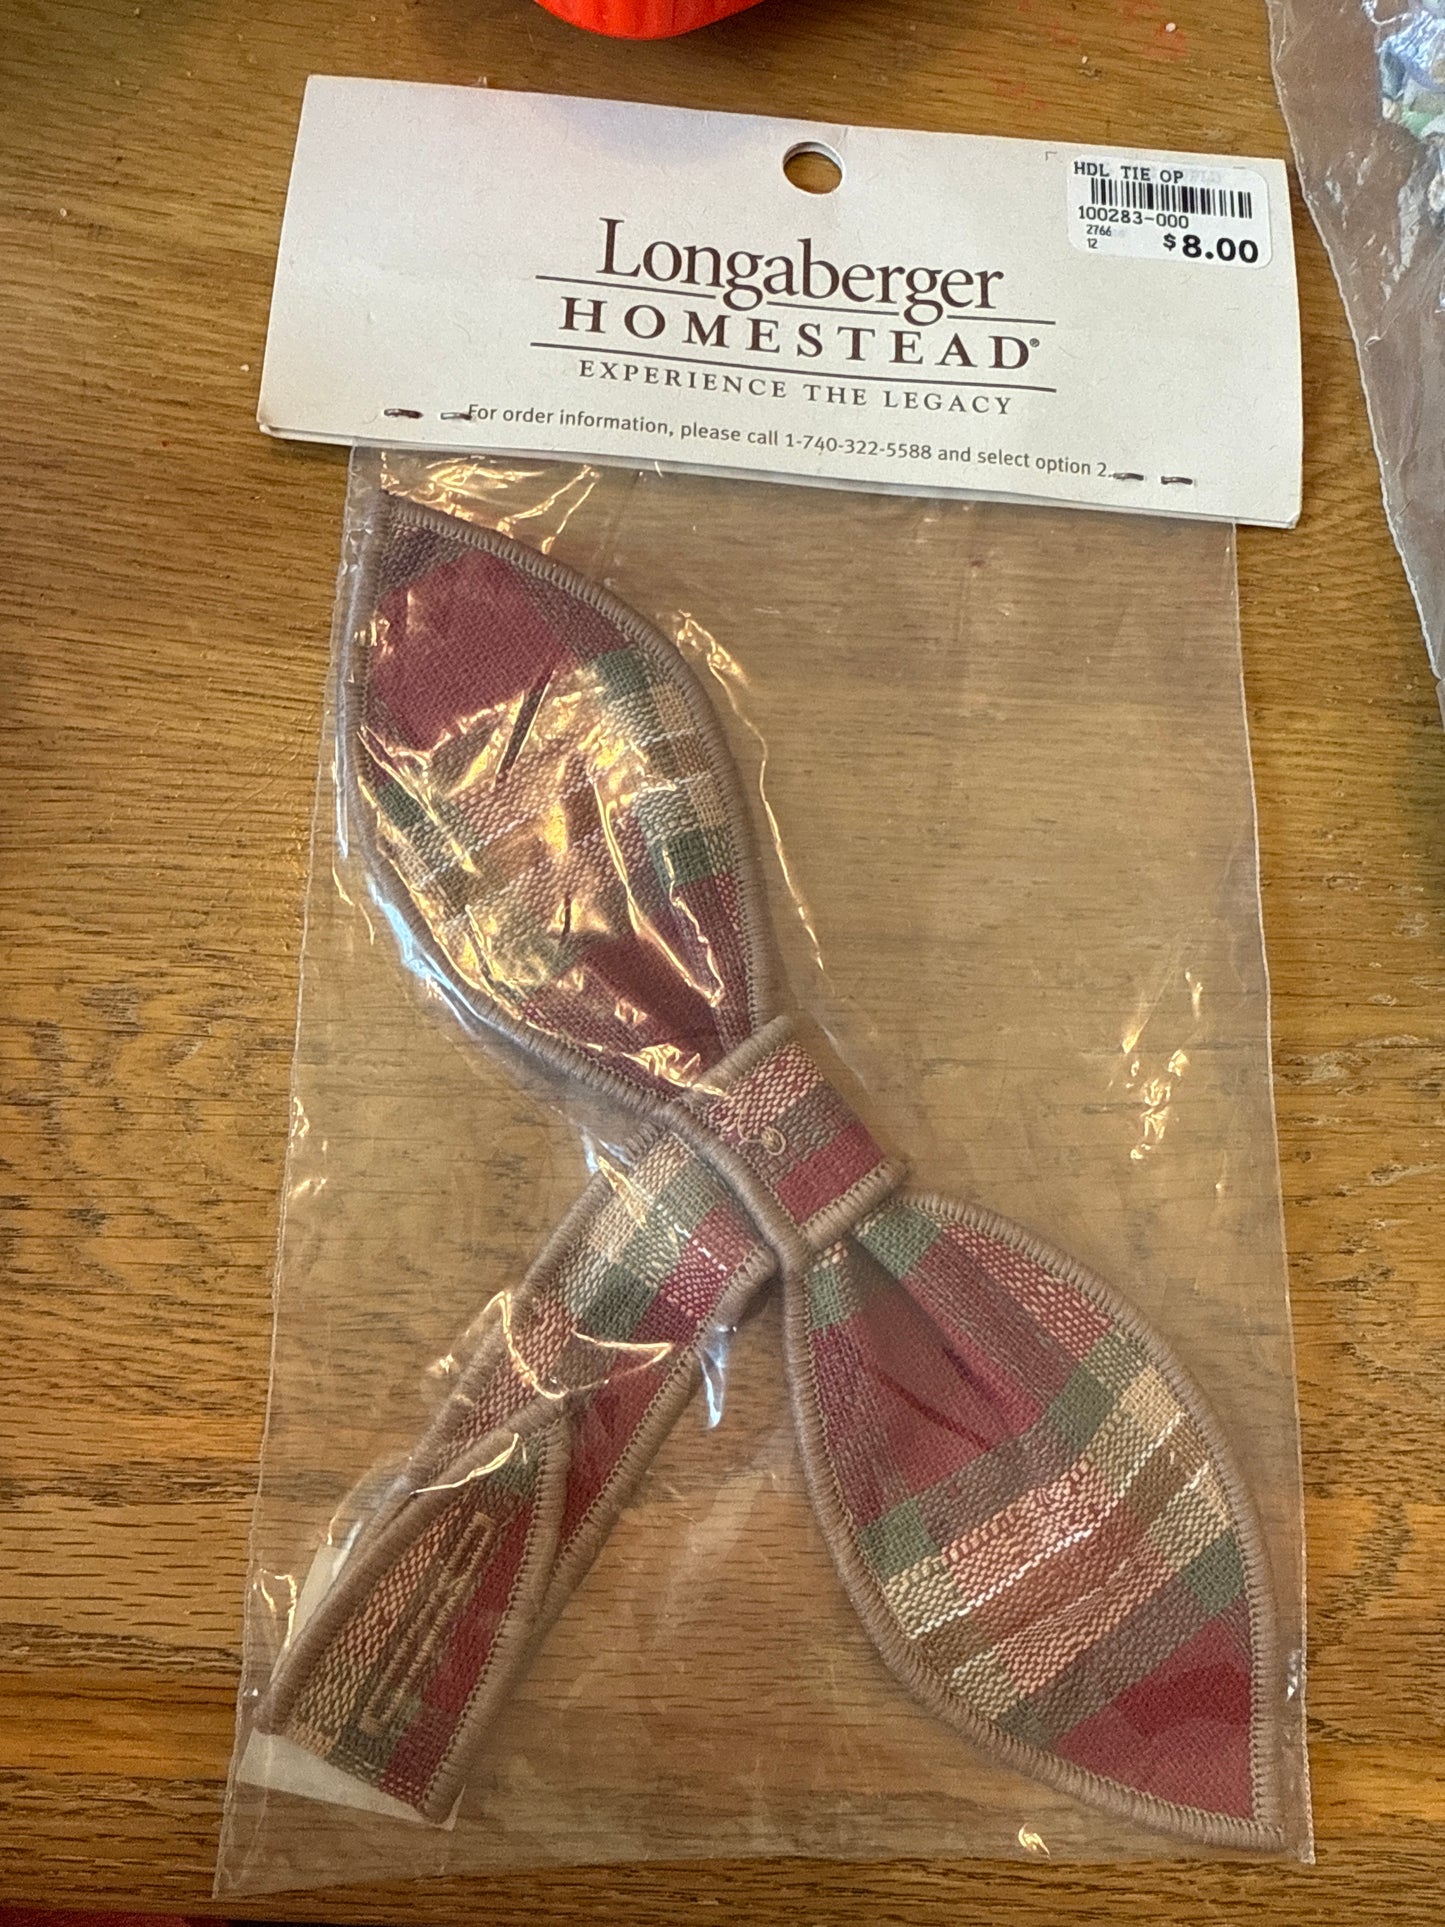 HDL TIE OP
100283-000
2766
12
$8.00
Longaberger
HOMESTEAD®
EXPERIENCE THE LEGACY
For order information, please call 1-740-322-5588 and select option 2.